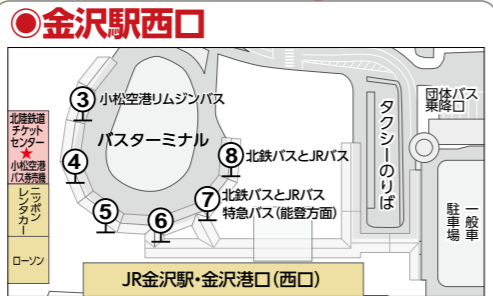 ◉金沢駅西口
③ 小松空港リムジンバス
バスターミナル
北陸鉄道
チケット
センター
★
小松空港
バス券売機
ニッポン
レンタカー
ローソン
④
⑤
⑥
⑦ 北鉄バスとJRバス
特急バス(能登方面)
⑧ 北鉄バスとJRバス
タクシーのりば
団体バス
乗降口
一般車
駐車場
JR金沢駅・金沢港口(西口)